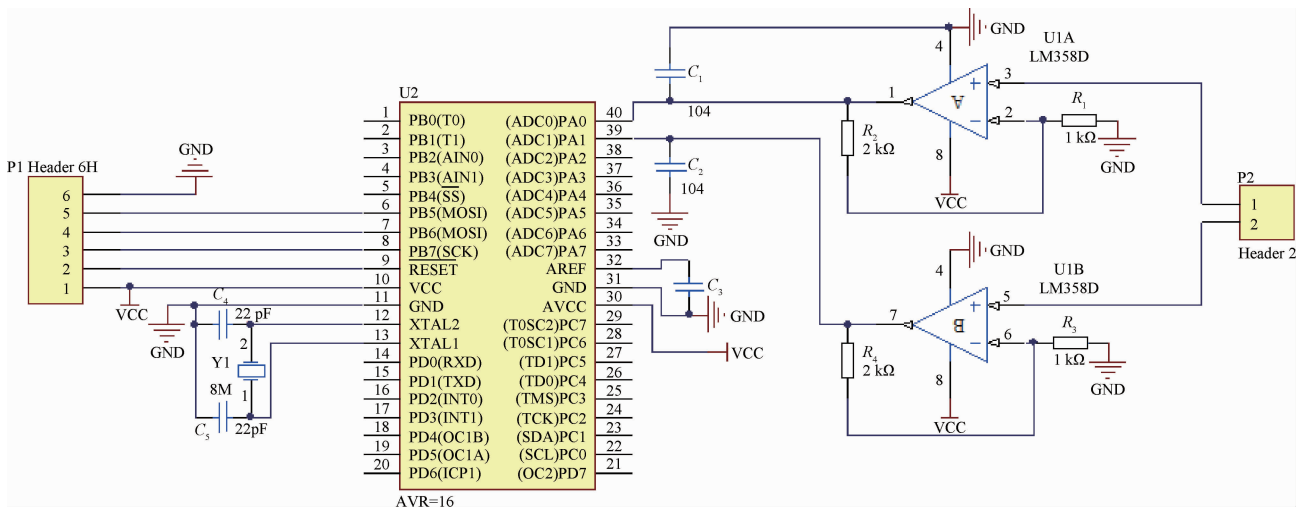 P1 Header 6H
6
5
4
3
2
1
GND
VCC
GND
C4
22 pF
2
Y1
8M
1
C5
22pF
U2
1 PB0(T0)
2 PB1(T1)
3 PB2(AIN0)
4 PB3(AIN1)
5 PB4(SS)
6 PB5(MOSI)
7 PB6(MOSI)
8 PB7(SCK)
9 RESET
10 VCC
11 GND
12 XTAL2
13 XTAL1
14 PD0(RXD)
15 PD1(TXD)
16 PD2(INT0)
17 PD3(INT1)
18 PD4(OC1B)
19 PD5(OC1A)
20 PD6(ICP1)
(ADC0)PA0 40
(ADC1)PA1 39
(ADC2)PA2 38
(ADC3)PA3 37
(ADC4)PA4 36
(ADC5)PA5 35
(ADC6)PA6 34
(ADC7)PA7 33
AREF 32
GND 31
AVCC 30
(T0SC2)PC7 29
(T0SC1)PC6 28
(TD1)PC5 27
(TD0)PC4 26
(TMS)PC3 25
(TCK)PC2 24
(SDA)PC1 23
(SCL)PC0 22
(OC2)PD7 21
AVR=16
C1
104
C2
104
GND
C3
GND
VCC
GND
U1A
LM358D
4
3
1
A
2
8
VCC
R1
1 kΩ
GND
R2
2 kΩ
GND
U1B
LM358D
4
5
7
B
6
8
VCC
R3
1 kΩ
GND
R4
2 kΩ
P2
1
2
Header 2